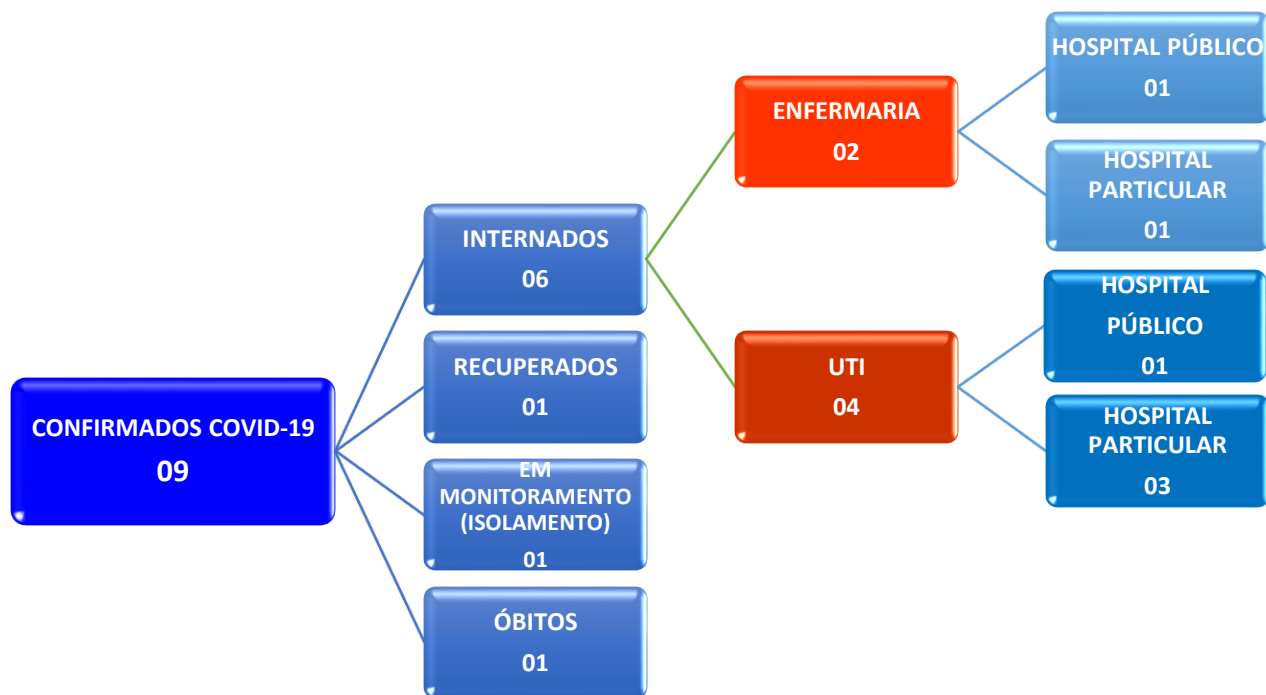 CONFIRMADOS COVID-19
09
INTERNADOS
06
RECUPERADOS
01
EM
MONITORAMENTO
(ISOLAMENTO)
01
ÓBITOS
01
ENFERMARIA
02
UTI
04
HOSPITAL PÚBLICO
01
HOSPITAL
PARTICULAR
01
HOSPITAL
PÚBLICO
01
HOSPITAL
PARTICULAR
03